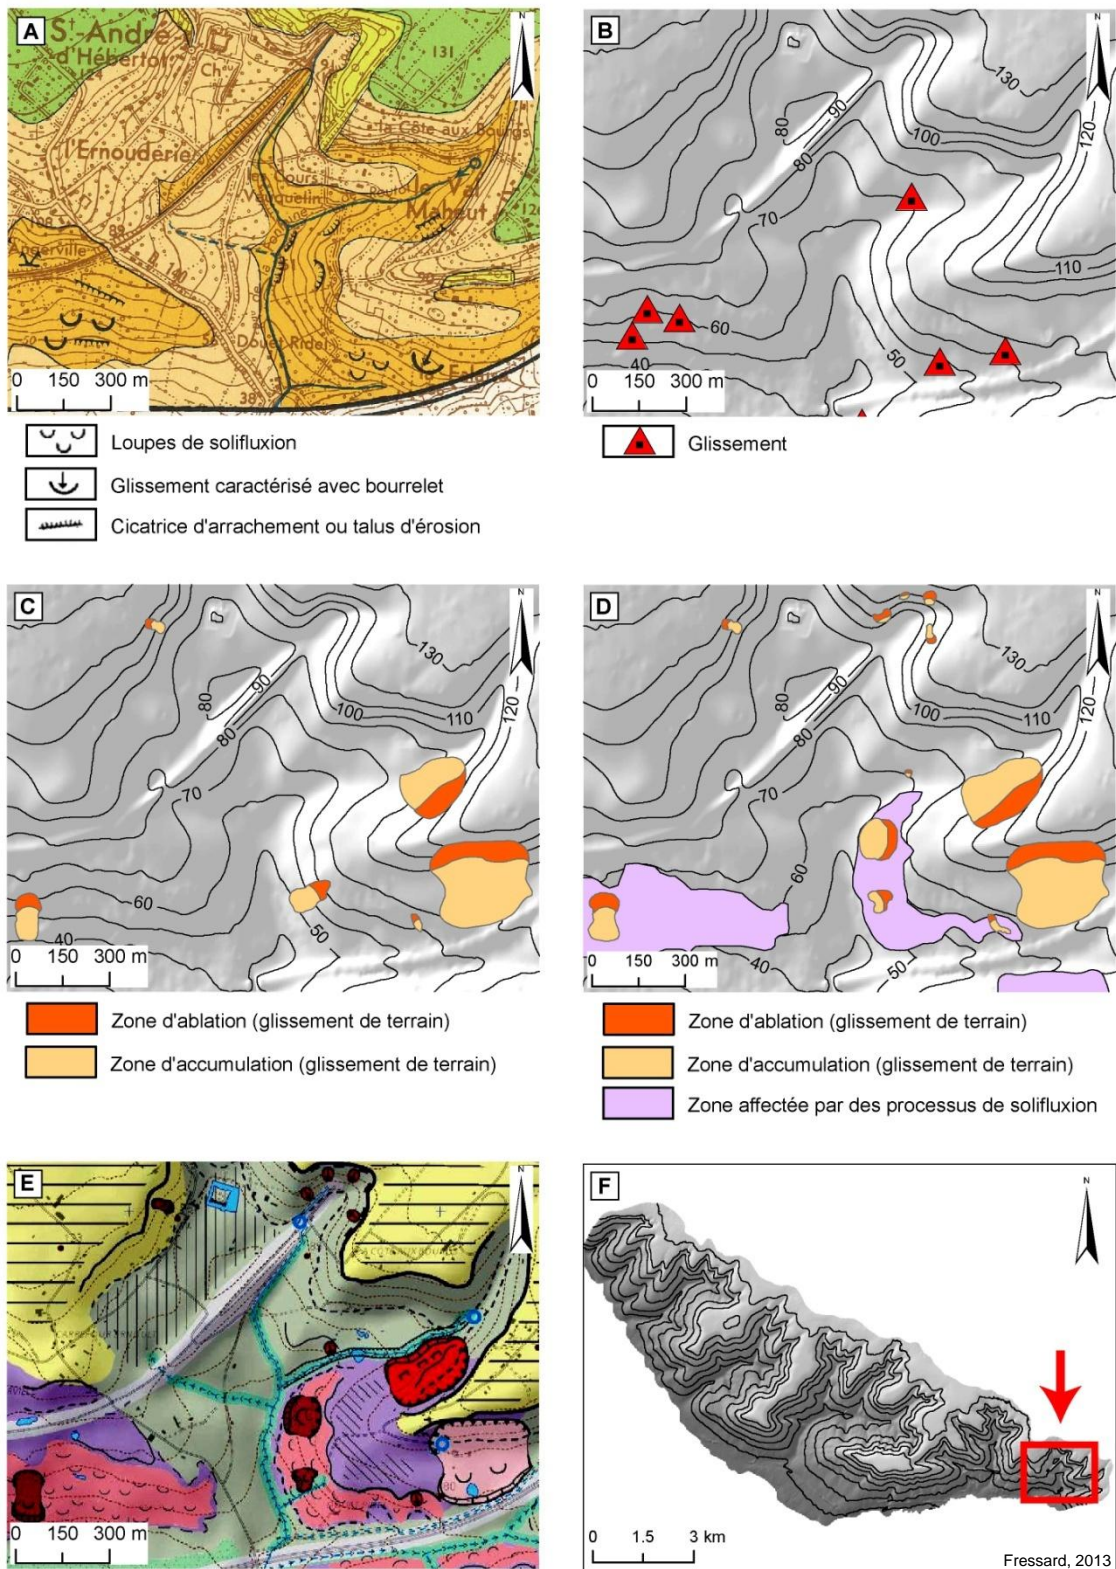 A
N
St-André
d'Hébertot
Ch^au
131
la Côte aux Bourgs
l'Ernouderie
Val
Maheut
Angerville
Douet Ridel
0 150 300 m
Loupes de solifluxion
Glissement caractérisé avec bourrelet
Cicatrice d'arrachement ou talus d'érosion
B
N
130
90
80
100
120
80
70
110
60
50
40
0 150 300 m
Glissement
C
N
130
90
80
100
110
120
80
70
60
50
40
0 150 300 m
Zone d'ablation (glissement de terrain)
Zone d'accumulation (glissement de terrain)
D
N
130
90
80
100
110
120
80
70
60
40
50
0 150 300 m
Zone d'ablation (glissement de terrain)
Zone d'accumulation (glissement de terrain)
Zone affectée par des processus de solifluxion
E
N
0 150 300 m
F
N
0 1.5 3 km
Fressard, 2013